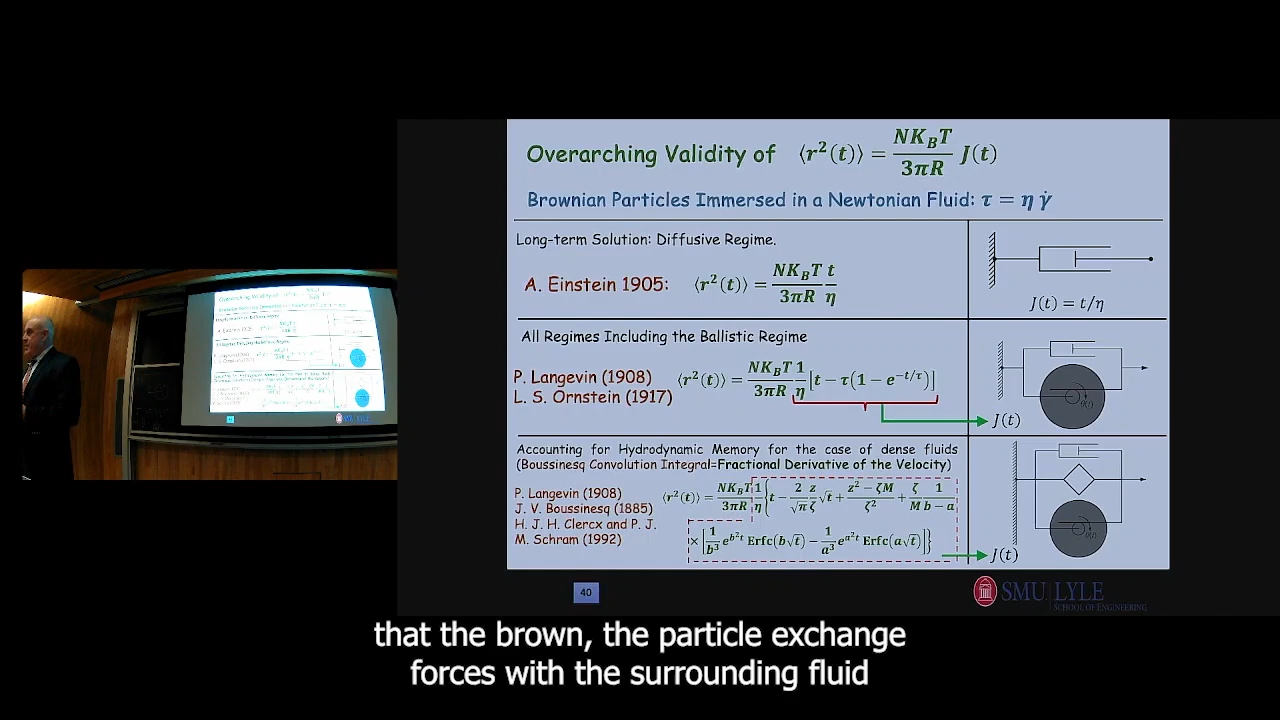 Overarching Validity of ⟨r²(t)⟩ = NK_BT/3πR J(t)
Brownian Particles Immersed in a Newtonian Fluid: τ = η γ̇
Long-term Solution: Diffusive Regime.
A. Einstein 1905: ⟨r²(t)⟩ = NK_BT/3πR t/η
J(t) = t/η
All Regimes Including the Ballistic Regime
P. Langevin (1908)
L. S. Ornstein (1917)
⟨r²(t)⟩ = NK_BT/3πR 1/η [t − τ(1 − e^{−t/τ})]
J(t)
θ(t)
Accounting for Hydrodynamic Memory for the case of dense fluids
(Boussinesq Convolution Integral=Fractional Derivative of the Velocity)
P. Langevin (1908)
J. V. Boussinesq (1885)
H. J. H. Clercx and P. J.
M. Schram (1992)
⟨r²(t)⟩ = NK_BT/3πR 1/η {t − 2/√π z/ζ √t + z² − ζM/ζ² + ζ/M 1/b − a
× [1/b³ e^{b²t} Erfc(b√t) − 1/a³ e^{a²t} Erfc(a√t)]}
J(t)
40
SMU LYLE
SCHOOL OF ENGINEERING
that the brown, the particle exchange
forces with the surrounding fluid